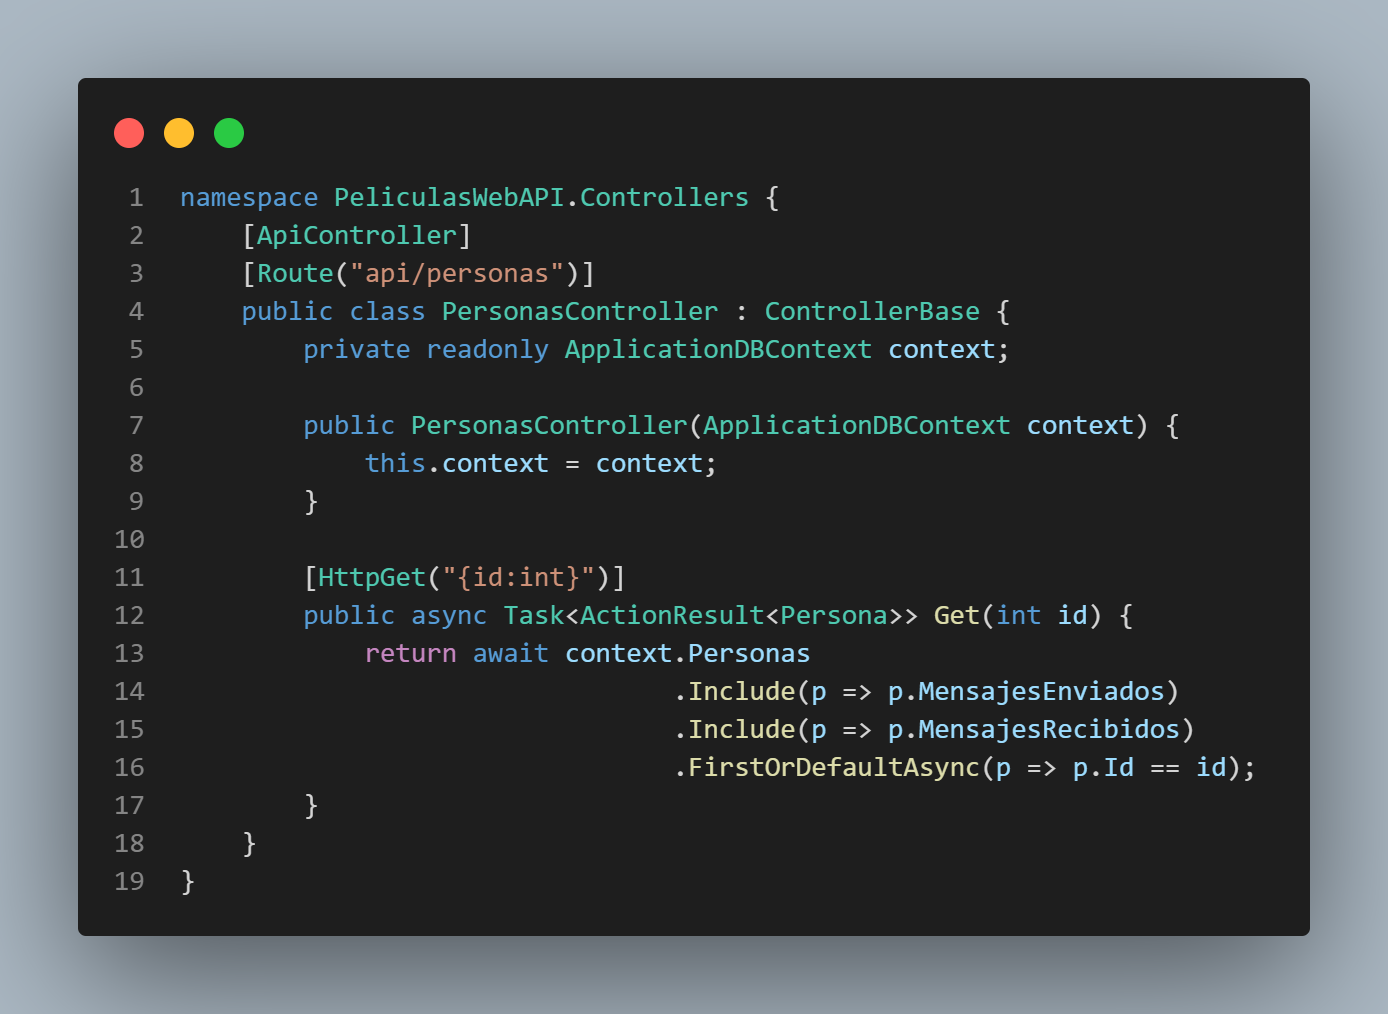 1 namespace PeliculasWebAPI.Controllers {
2     [ApiController]
3     [Route("api/personas")]
4     public class PersonasController : ControllerBase {
5         private readonly ApplicationDBContext context;
6
7         public PersonasController(ApplicationDBContext context) {
8             this.context = context;
9         }
10
11         [HttpGet("{id:int}")]
12         public async Task<ActionResult<Persona>> Get(int id) {
13             return await context.Personas
14                                 .Include(p => p.MensajesEnviados)
15                                 .Include(p => p.MensajesRecibidos)
16                                 .FirstOrDefaultAsync(p => p.Id == id);
17         }
18     }
19 }